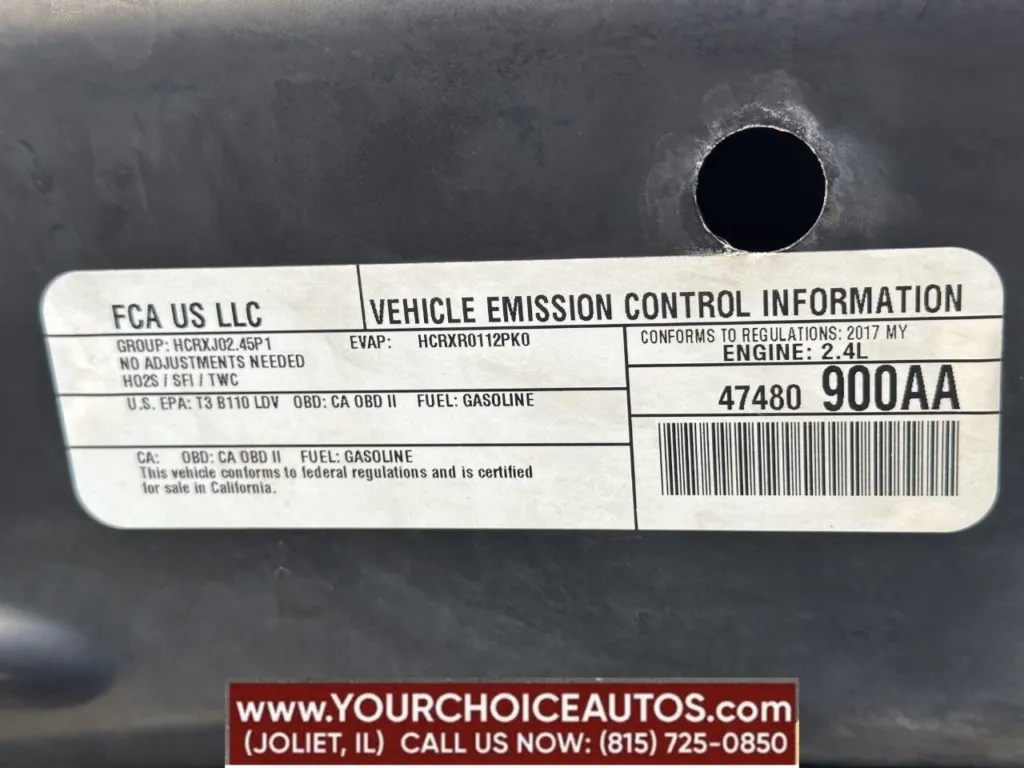 FCA US LLC
VEHICLE EMISSION CONTROL INFORMATION
GROUP: HCRXJ02.45P1 EVAP: HCRXR0112PK0
NO ADJUSTMENTS NEEDED
HO2S / SFI / TWC
CONFORMS TO REGULATIONS: 2017 MY
ENGINE: 2.4L
47480 900AA
U.S. EPA: T3 B110 LDV OBD: CA OBD II FUEL: GASOLINE
CA: OBD: CA OBD II FUEL: GASOLINE
This vehicle conforms to federal regulations and is certified
for sale in California.
www.YOURCHOICEAUTOS.com
(JOLIET, IL) CALL US NOW: (815) 725-0850